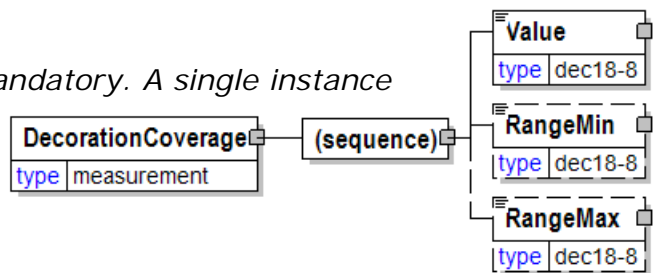 Value
type dec18-8
andatory. A single instance
RangeMin
type dec18-8
DecorationCoverage
type measurement
(sequence)
RangeMax
type dec18-8